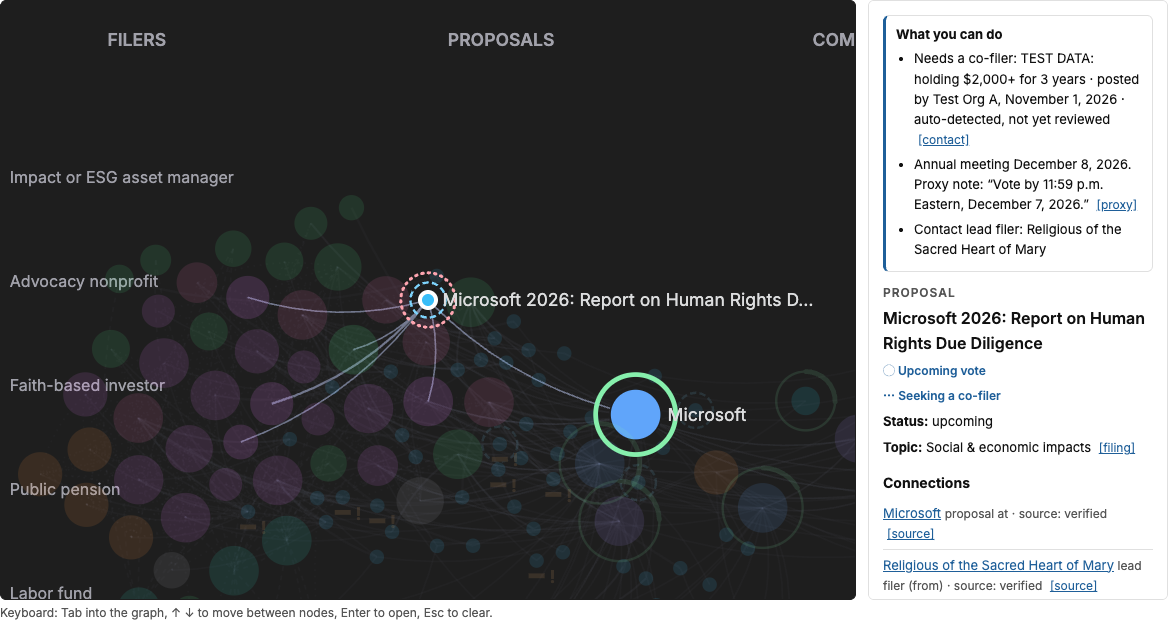 FILERS
PROPOSALS
COM
Impact or ESG asset manager
Advocacy nonprofit
Microsoft 2026: Report on Human Rights D...
Faith-based investor
Microsoft
Public pension
Labor fund
Keyboard: Tab into the graph, ↑ ↓ to move between nodes, Enter to open, Esc to clear.
What you can do
• Needs a co-filer: TEST DATA:
holding $2,000+ for 3 years · posted
by Test Org A, November 1, 2026 ·
auto-detected, not yet reviewed
[contact]
• Annual meeting December 8, 2026.
Proxy note: “Vote by 11:59 p.m.
Eastern, December 7, 2026.” [proxy]
• Contact lead filer: Religious of the
Sacred Heart of Mary
PROPOSAL
Microsoft 2026: Report on Human
Rights Due Diligence
Upcoming vote
Seeking a co-filer
Status: upcoming
Topic: Social & economic impacts [filing]
Connections
Microsoft proposal at · source: verified
[source]
Religious of the Sacred Heart of Mary lead
filer (from) · source: verified [source]